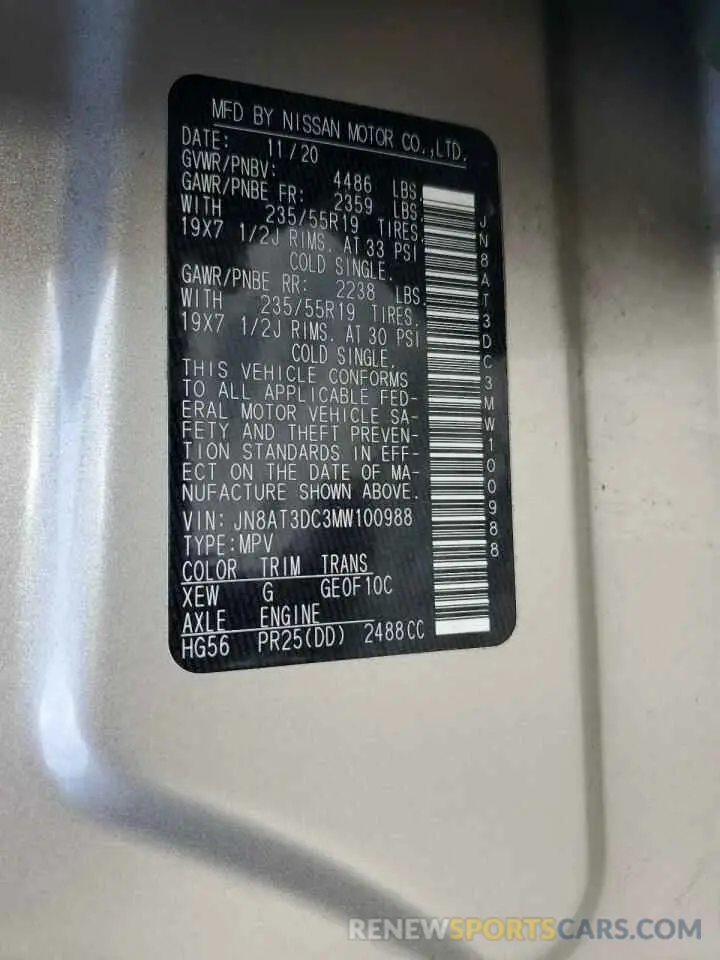 MFD BY NISSAN MOTOR CO.,LTD.
DATE: 11/20
GVWR/PNBV: 4486 LBS.
GAWR/PNBE FR: 2359 LBS.
WITH 235/55R19 TIRES.
19X7 1/2J RIMS. AT 33 PSI
COLD SINGLE.
GAWR/PNBE RR: 2238 LBS.
WITH 235/55R19 TIRES.
19X7 1/2J RIMS. AT 30 PSI
COLD SINGLE.
THIS VEHICLE CONFORMS
TO ALL APPLICABLE FED-
ERAL MOTOR VEHICLE SA-
FETY AND THEFT PREVEN-
TION STANDARDS IN EFF-
ECT ON THE DATE OF MA-
NUFACTURE SHOWN ABOVE.
VIN: JN8AT3DC3MW100988
TYPE:MPV
COLOR TRIM TRANS
XEW G GE0F10C
AXLE ENGINE
HG56 PR25(DD) 2488CC
JN8AT3DC3MW100988
RENEWSPORTSCARS.COM